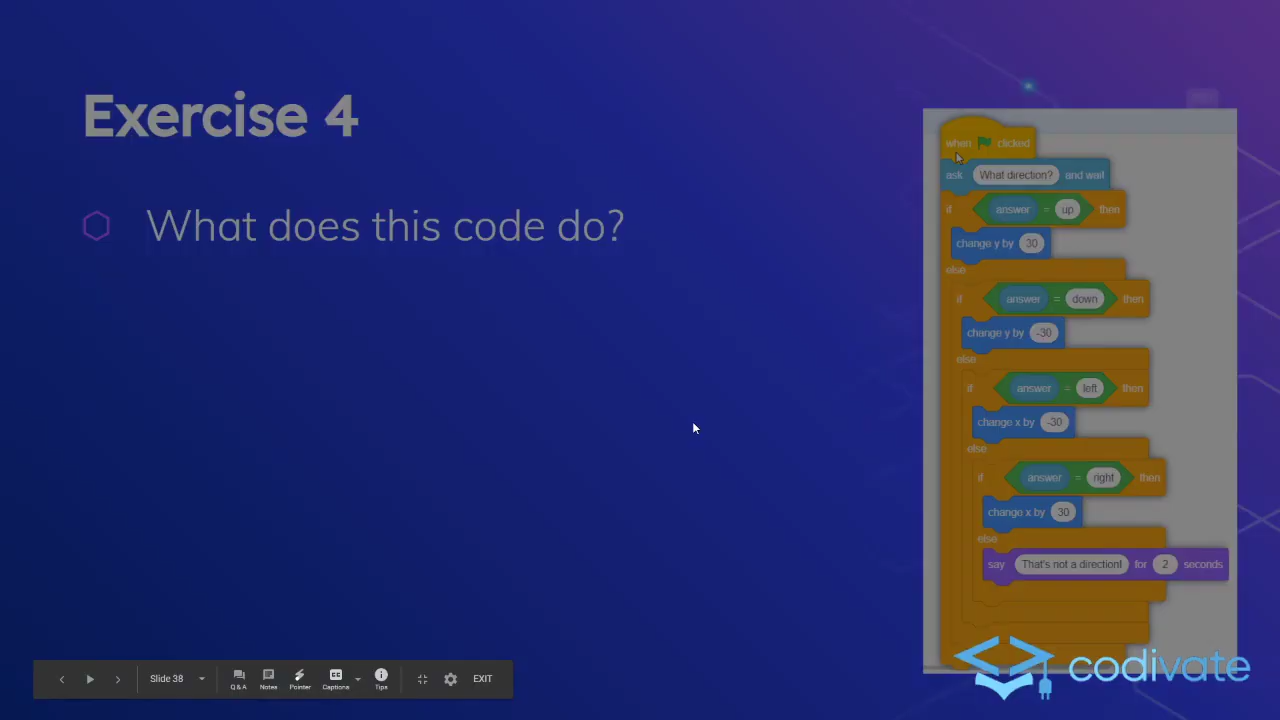 Exercise 4
What does this code do?
when clicked
ask What direction? and wait
if answer = up then
change y by 30
else
if answer = down then
change y by -30
else
if answer = left then
change x by -30
else
if answer = right then
change x by 30
else
say That's not a direction! for 2 seconds
codivate
Slide 38
Q&A Notes Pointer Captions Tips
CC
EXIT